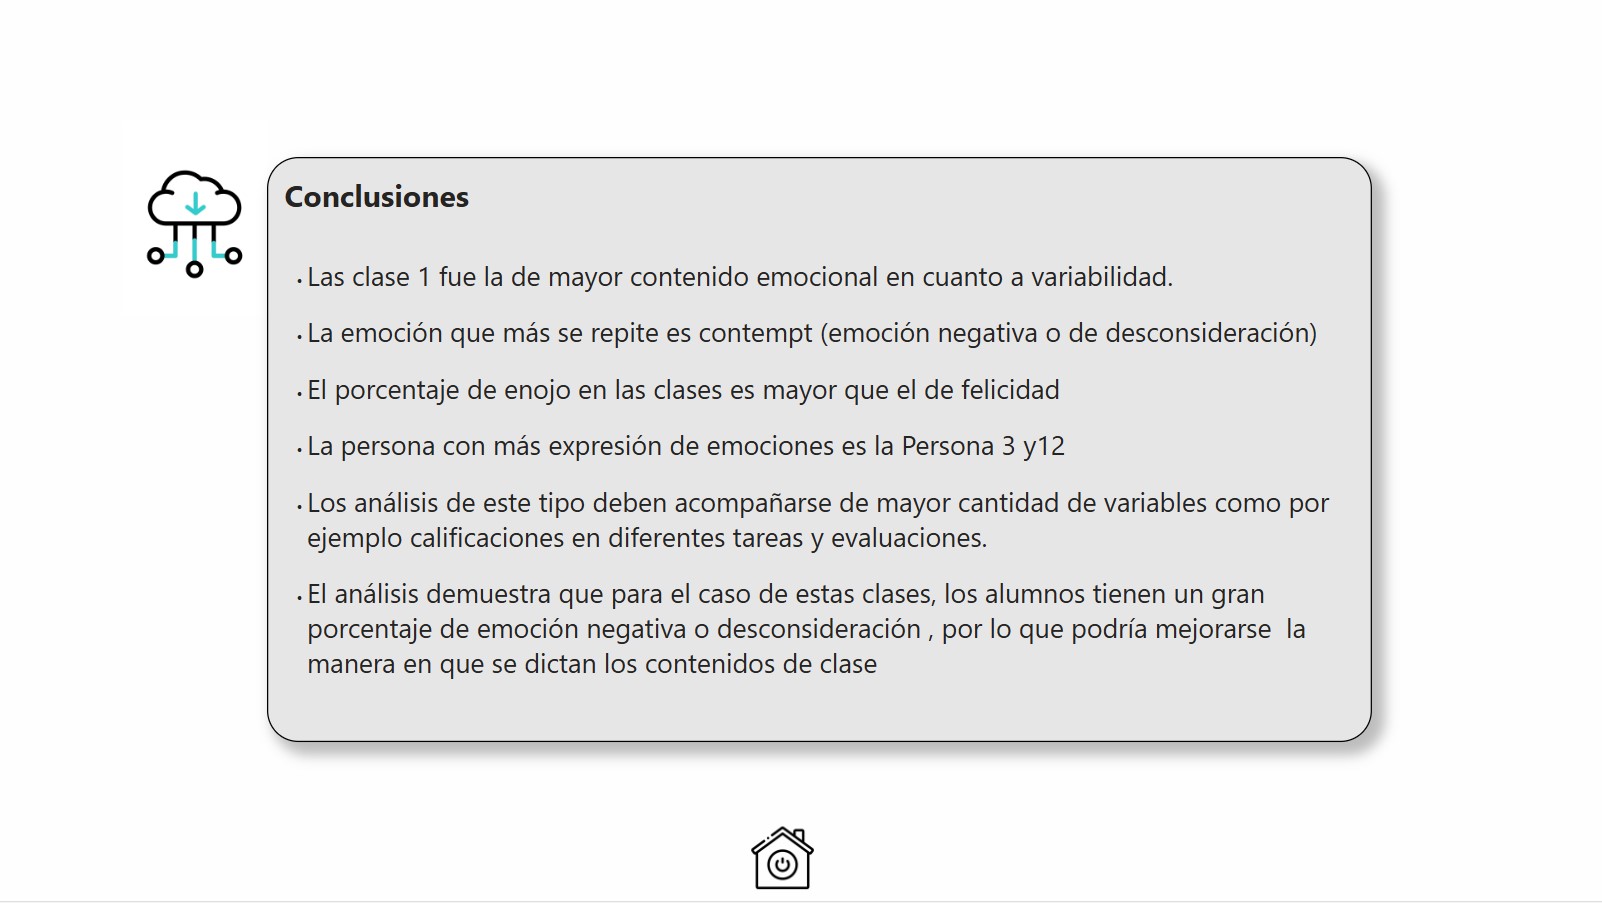 Conclusiones
• Las clase 1 fue la de mayor contenido emocional en cuanto a variabilidad.
• La emoción que más se repite es contempt (emoción negativa o de desconsideración)
• El porcentaje de enojo en las clases es mayor que el de felicidad
• La persona con más expresión de emociones es la Persona 3 y12
• Los análisis de este tipo deben acompañarse de mayor cantidad de variables como por
ejemplo calificaciones en diferentes tareas y evaluaciones.
• El análisis demuestra que para el caso de estas clases, los alumnos tienen un gran
porcentaje de emoción negativa o desconsideración , por lo que podría mejorarse  la
manera en que se dictan los contenidos de clase